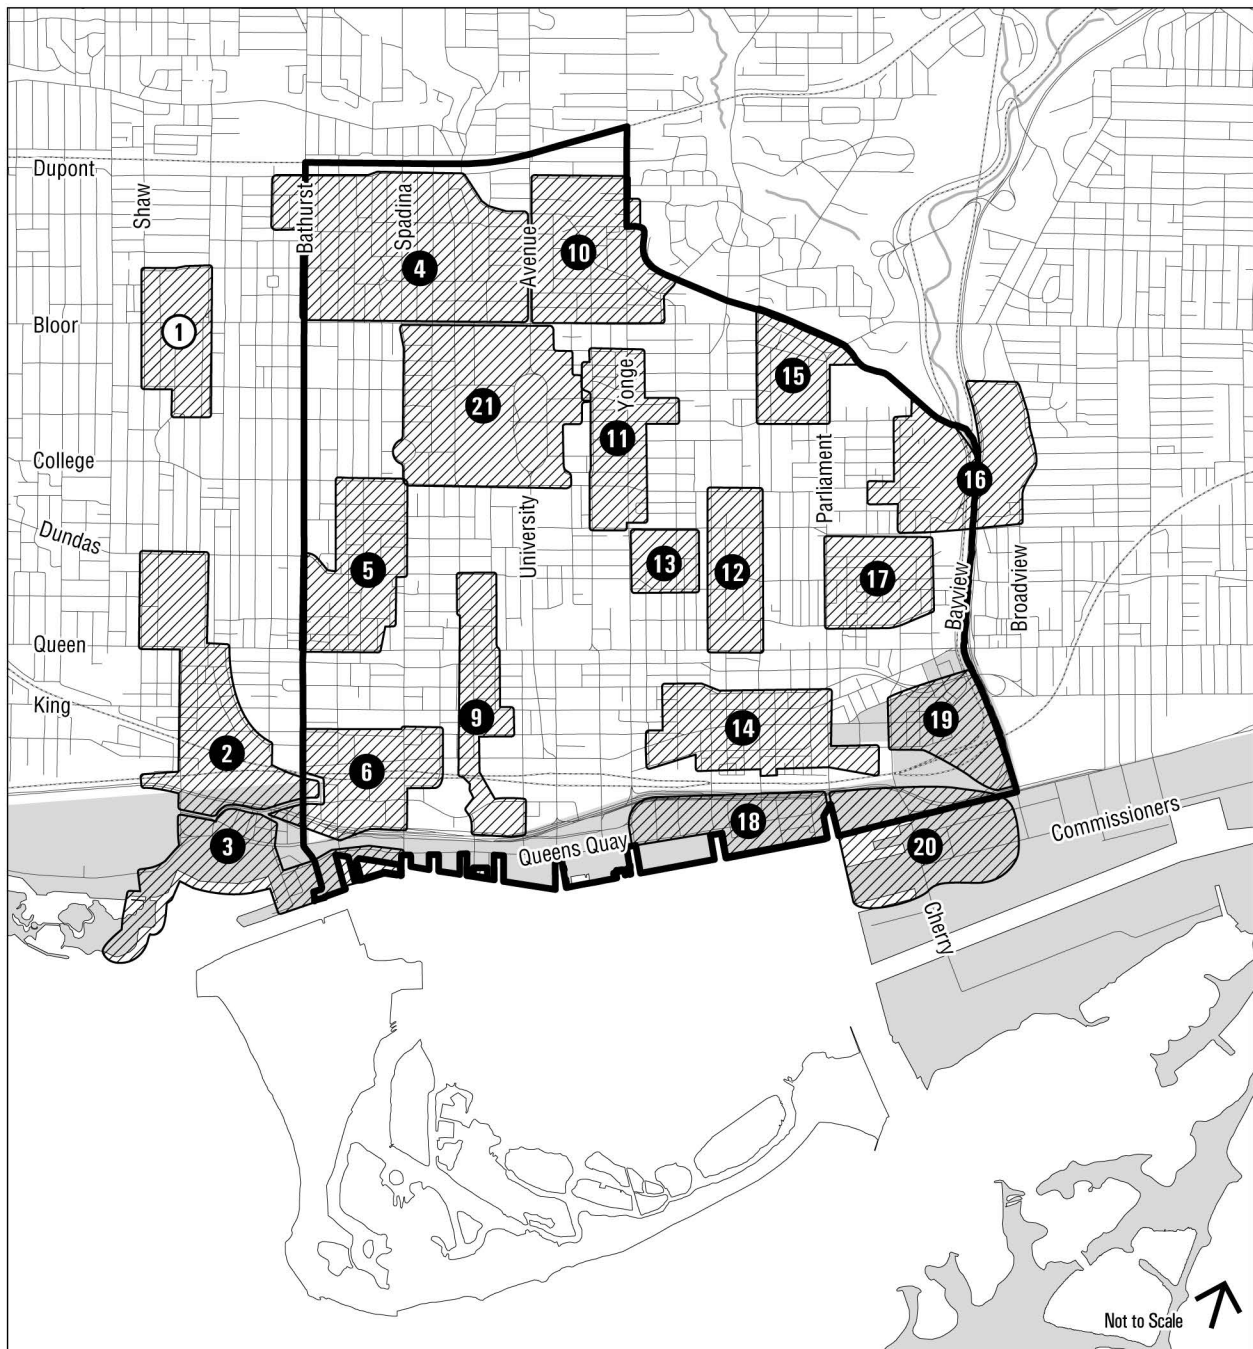 Dupont
Shaw
Bathurst
Spadina
Avenue
10
4
Bloor
1
Yonge
15
21
11
College
Parliament
16
University
Dundas
13
12
5
17
Bayview
Broadview
Queen
King
9
19
14
2
6
18
Commissioners
3
Queens Quay
20
Cherry
Not to Scale